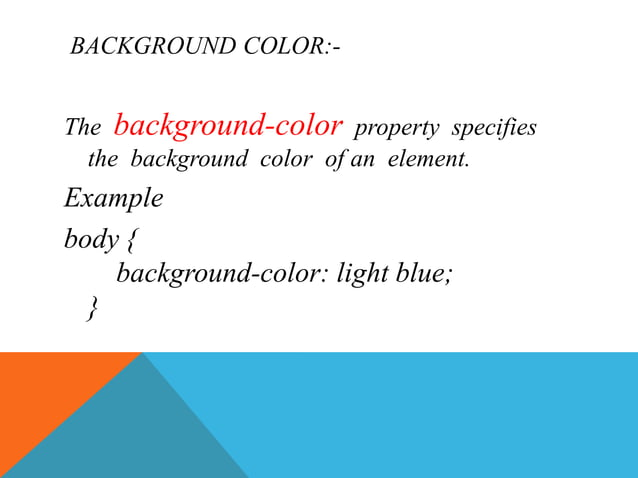 BACKGROUND COLOR:-
The background-color property specifies
the background color of an element.
Example
body {
background-color: light blue;
}